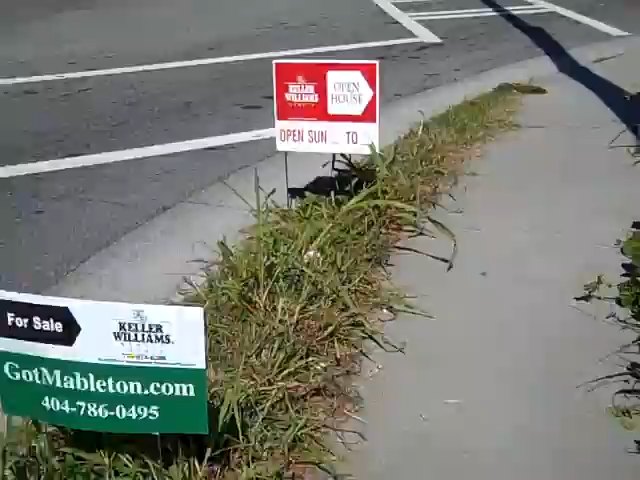 KELLER
WILLIAMS
OPEN
HOUSE
OPEN SUN TO
For Sale
KELLER
WILLIAMS.
GotMableton.com
404-786-0495